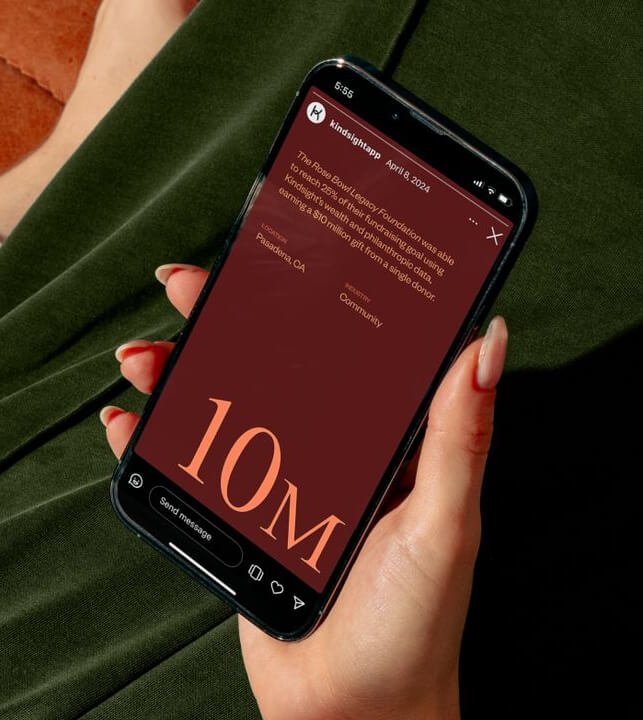 5:55
kindsightapp April 8, 2024
The Rose Bowl Legacy Foundation was able
to reach 25% of their fundraising goal using
Kindsight's wealth and philanthropic data,
earning a $10 million gift from a single donor.
LOCATION
Pasadena, CA
INDUSTRY
Community
10M
Send message